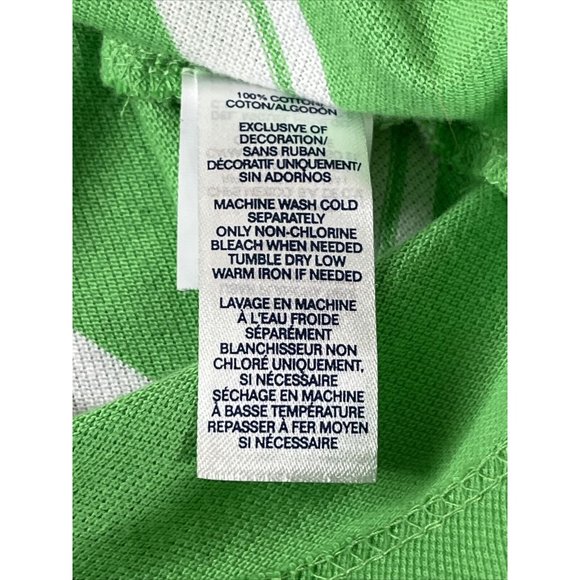 100% COTTON/
COTON/ALGODÓN
EXCLUSIVE OF
DECORATION/
SANS RUBAN
DÉCORATIF UNIQUEMENT/
SIN ADORNOS
MACHINE WASH COLD
SEPARATELY
ONLY NON-CHLORINE
BLEACH WHEN NEEDED
TUMBLE DRY LOW
WARM IRON IF NEEDED
LAVAGE EN MACHINE
À L'EAU FROIDE
SÉPARÉMENT
BLANCHISSEUR NON
CHLORÉ UNIQUEMENT,
SI NÉCESSAIRE
SÉCHAGE EN MACHINE
À BASSE TEMPÉRATURE
REPASSER À FER MOYEN
SI NÉCESSAIRE